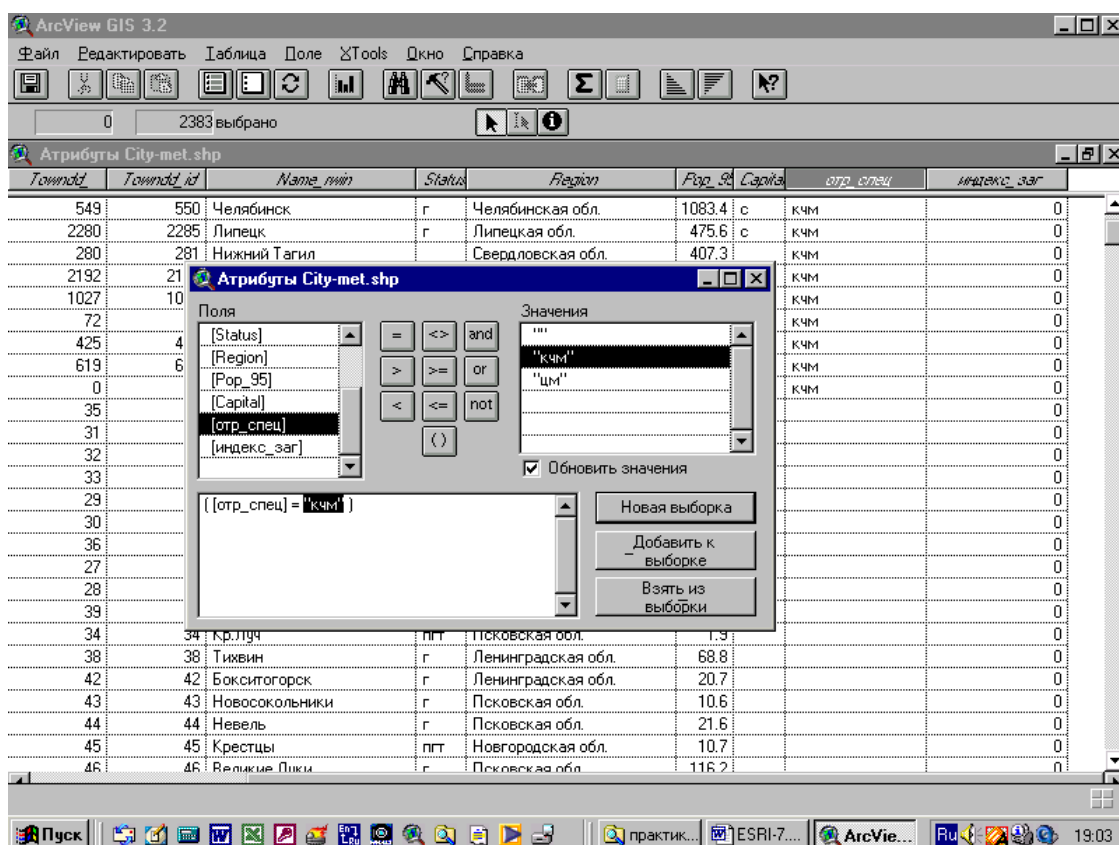 ArcView GIS 3.2
Файл Редактировать Таблица Поле XTools Окно Справка
0 2383 выбрано
Атрибуты City-met.shp
Towndd_ Towndd_id Name_rwin Status Region Pop_95 Capital отр_спец индекс_заг
549 550 Челябинск г Челябинская обл. 1083.4 с кчм 0
2280 2285 Липецк г Липецкая обл. 475.6 с кчм 0
280 281 Нижний Тагил Свердловская обл. 407.3 кчм 0
2192 21 кчм 0
1027 10 кчм 0
72 кчм 0
425 4 кчм 0
619 6 кчм 0
0 кчм 0
35 0
31 0
32 0
33 0
29 0
30 0
36 0
27 0
28 0
39 0
34 34 Кр.Луч пгт Псковская обл. 1.9 0
38 38 Тихвин г Ленинградская обл. 68.8 0
42 42 Бокситогорск г Ленинградская обл. 20.7 0
43 43 Новосокольники г Псковская обл. 10.6 0
44 44 Невель г Псковская обл. 21.6 0
45 45 Крестцы пгт Новгородская обл. 10.7 0
46 46 Великие Луки г Псковская обл. 116.2 0
Атрибуты City-met.shp
Поля
[Status]
[Region]
[Pop_95]
[Capital]
[отр_спец]
[индекс_заг]
= <> and
> >= or
< <= not
()
Значения
""
"кчм"
"цм"
Обновить значения
( [отр_спец] = "кчм" )
Новая выборка
Добавить к
выборке
Взять из
выборки
Пуск практик... ESRI-7.... ArcVie... Ru 19:03